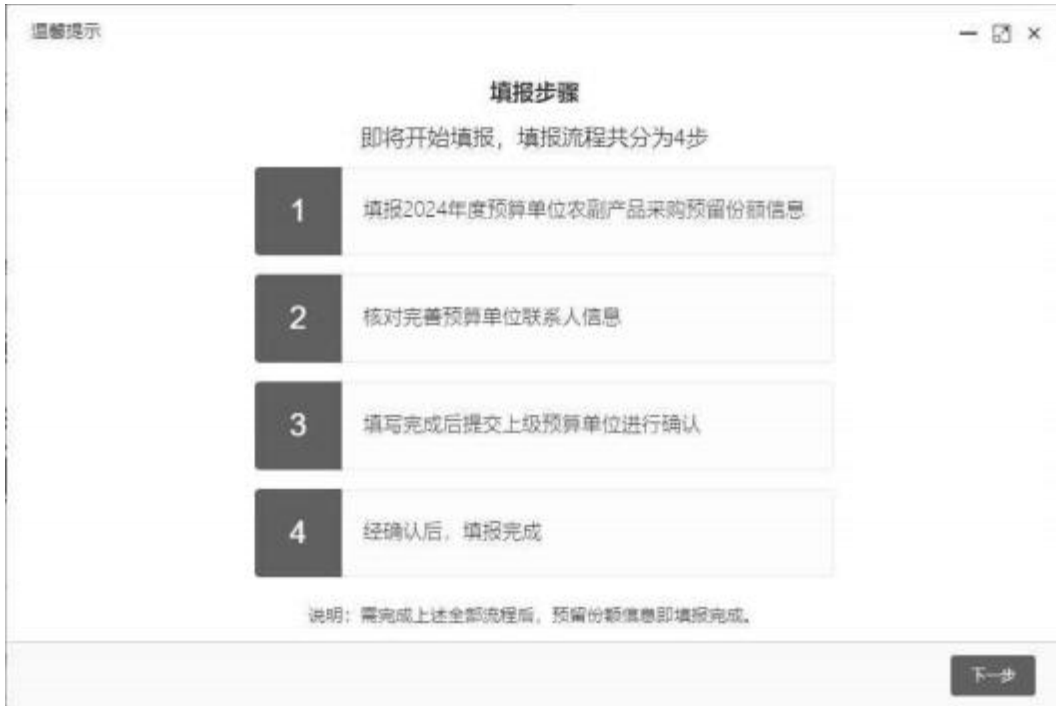 温馨提示
填报步骤
即将开始填报，填报流程共分为4步
1
填报2024年度预算单位农副产品采购预留份额信息
2
核对完善预算单位联系人信息
3
填写完成后提交上级预算单位进行确认
4
经确认后，填报完成
说明：需完成上述全部流程后，预留份额信息即填报完成。
下一步